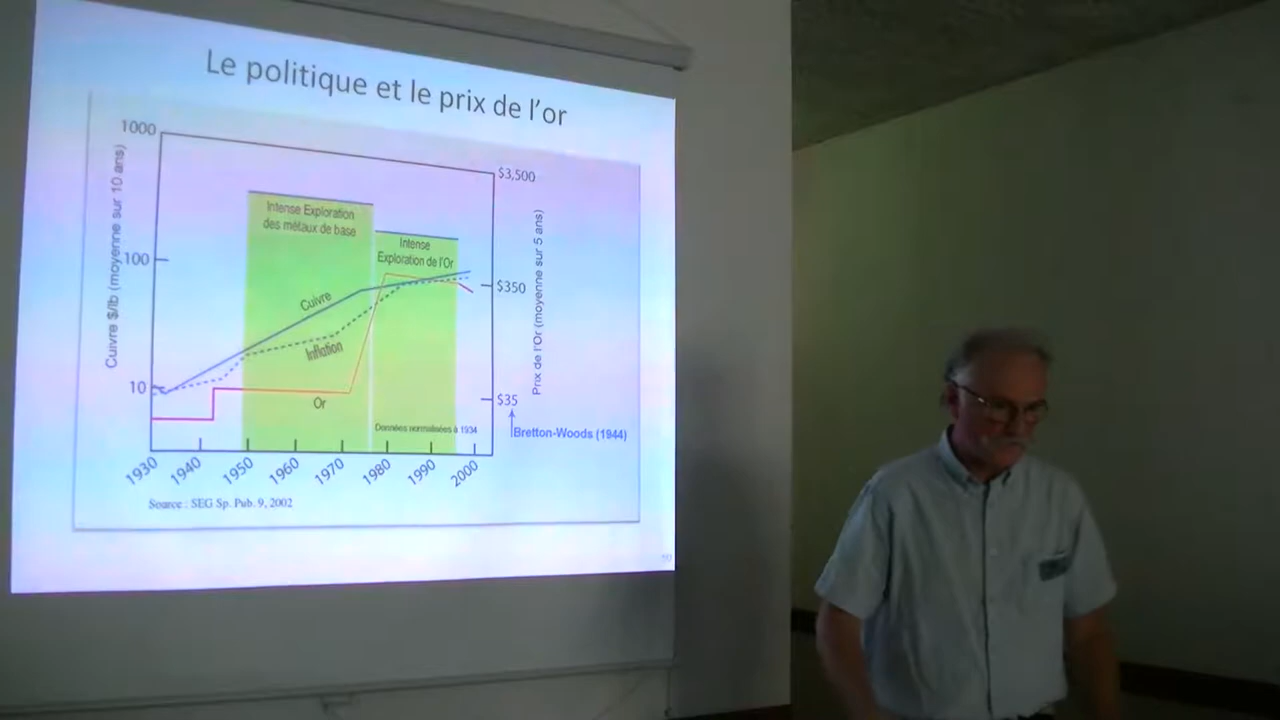 Le politique et le prix de l'or
1000
100
10
Cuivre $/lb (moyenne sur 10 ans)
Intense Exploration
des métaux de base
Intense
Exploration de l'Or
Cuivre
Inflation
Or
Données normalisées à 1934
$3,500
$350
$35
Prix de l'Or (moyenne sur 5 ans)
Bretton-Woods (1944)
1930 1940 1950 1960 1970 1980 1990 2000
Source : SEG Sp. Pub. 9, 2002